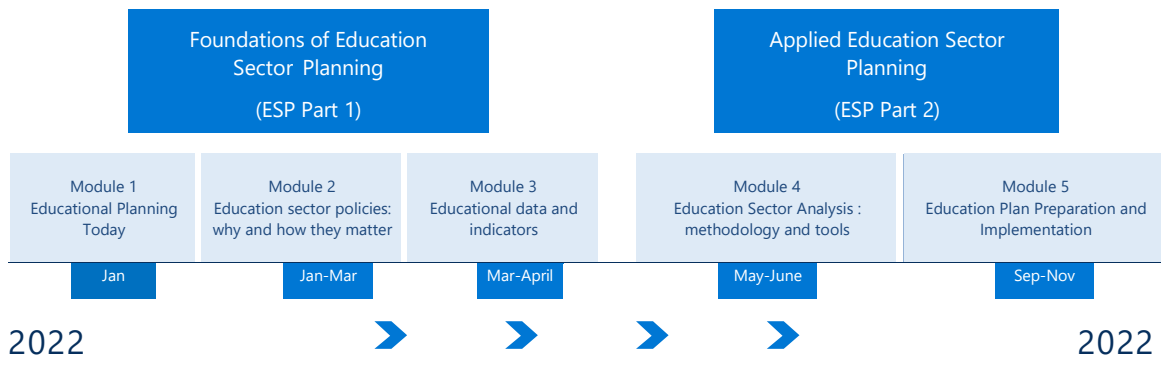 Foundations of Education
Sector Planning
(ESP Part 1)
Applied Education Sector
Planning
(ESP Part 2)
Module 1
Educational Planning
Today
Module 2
Education sector policies:
why and how they matter
Module 3
Educational data and
indicators
Module 4
Education Sector Analysis :
methodology and tools
Module 5
Education Plan Preparation and
Implementation
Jan
Jan-Mar
Mar-April
May-June
Sep-Nov
2022
2022